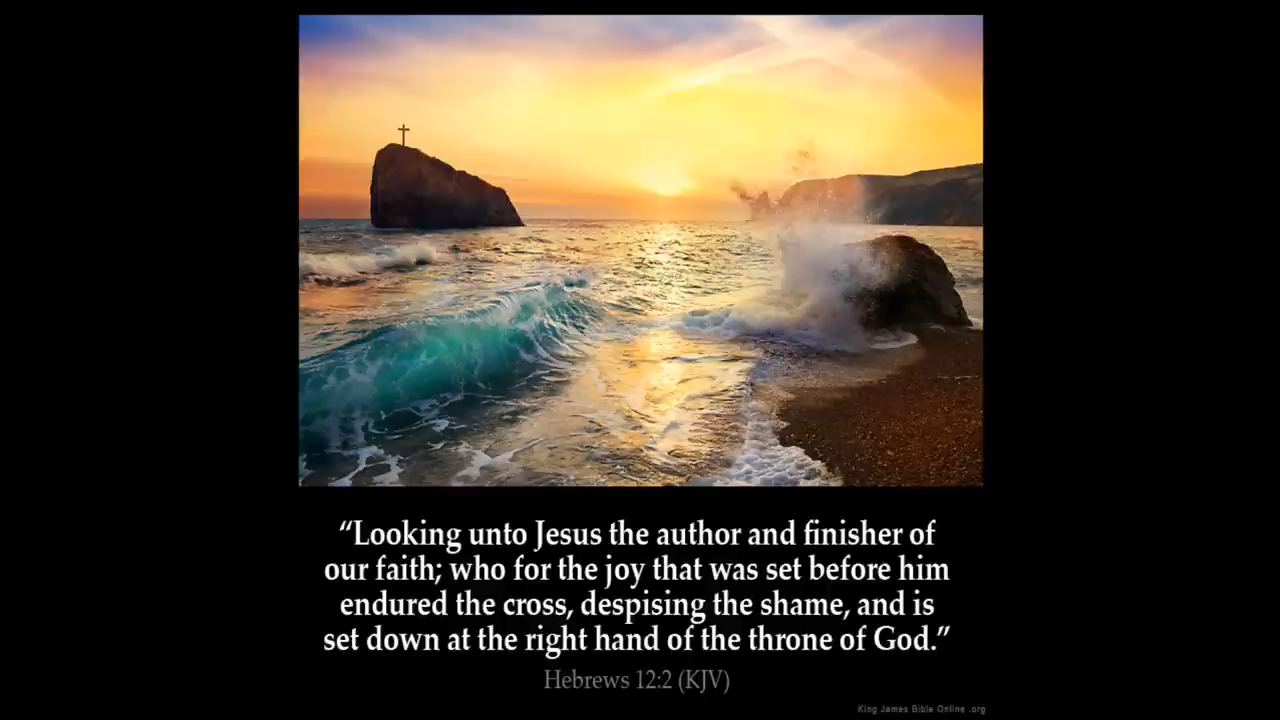 “Looking unto Jesus the author and finisher of
our faith; who for the joy that was set before him
endured the cross, despising the shame, and is
set down at the right hand of the throne of God.”
Hebrews 12:2 (KJV)
King James Bible Online .org